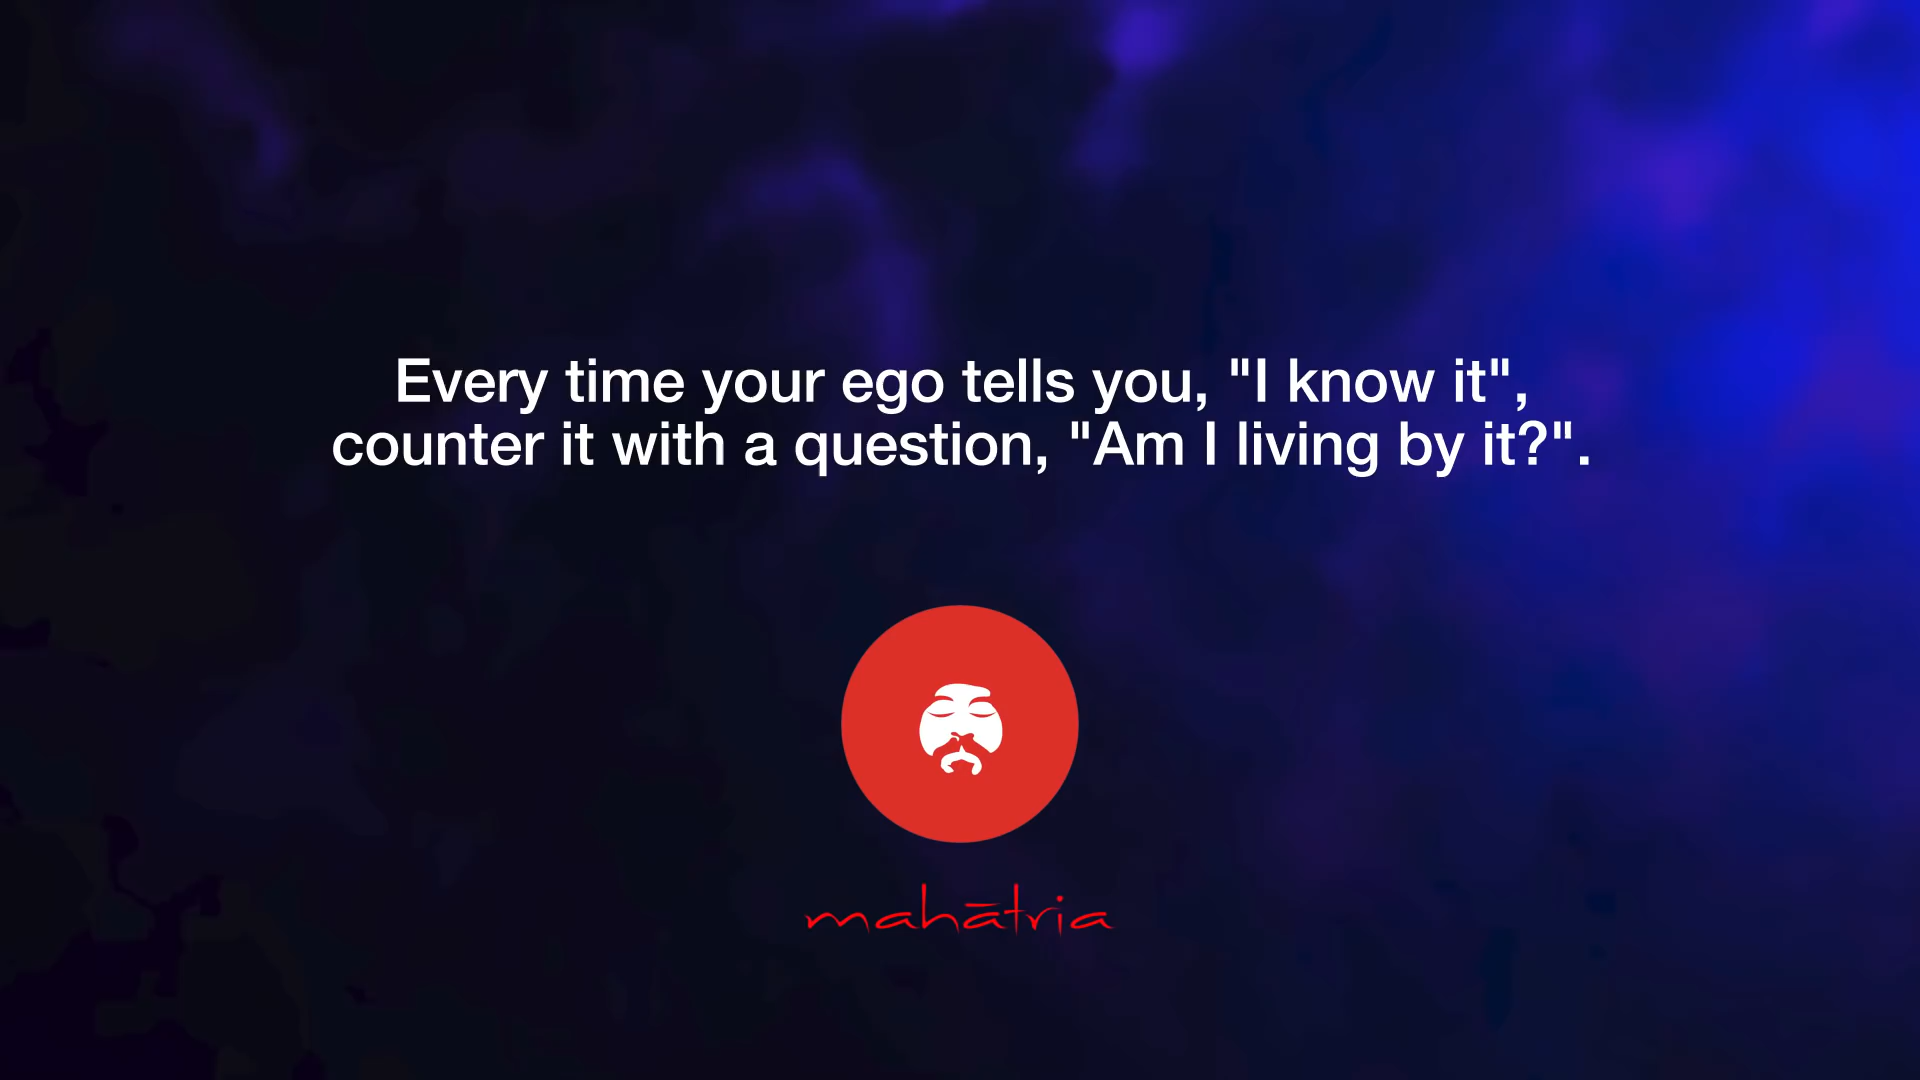 Every time your ego tells you, "I know it",
counter it with a question, "Am I living by it?".
mahātria